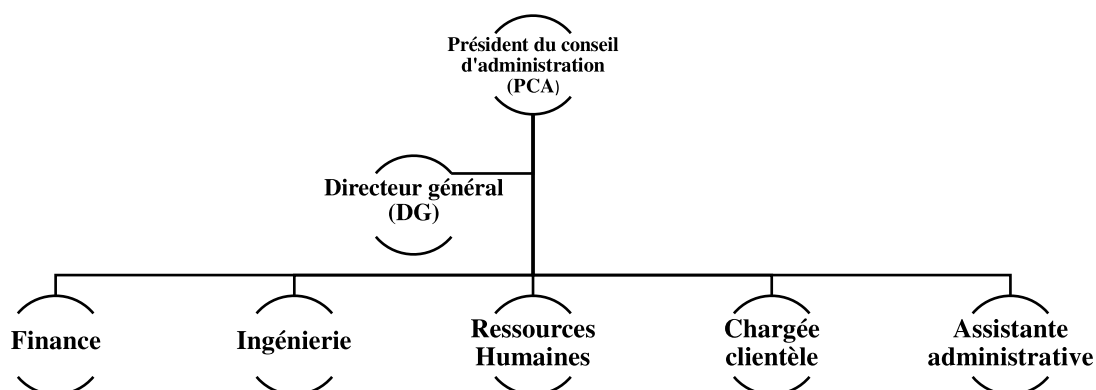 Président du conseil
d'administration
(PCA)
Directeur général
(DG)
Finance
Ingénierie
Ressources
Humaines
Chargée
clientèle
Assistante
administrative